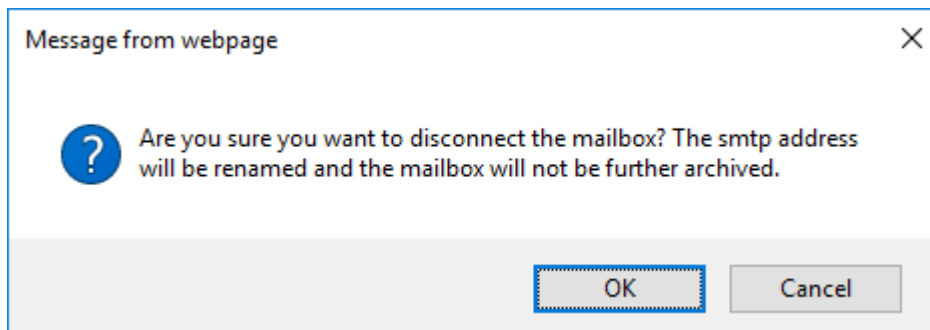 Message from webpage
Are you sure you want to disconnect the mailbox? The smtp address
will be renamed and the mailbox will not be further archived.
OK
Cancel